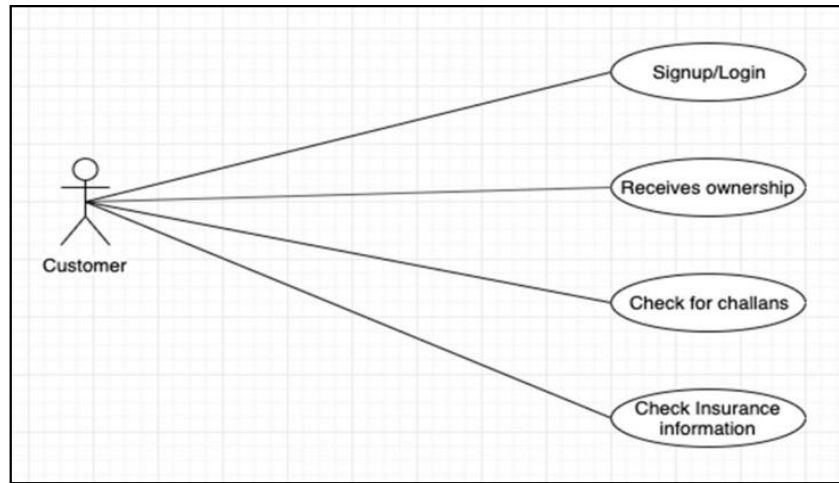 Signup/Login
Receives ownership
Customer
Check for challans
Check Insurance
information